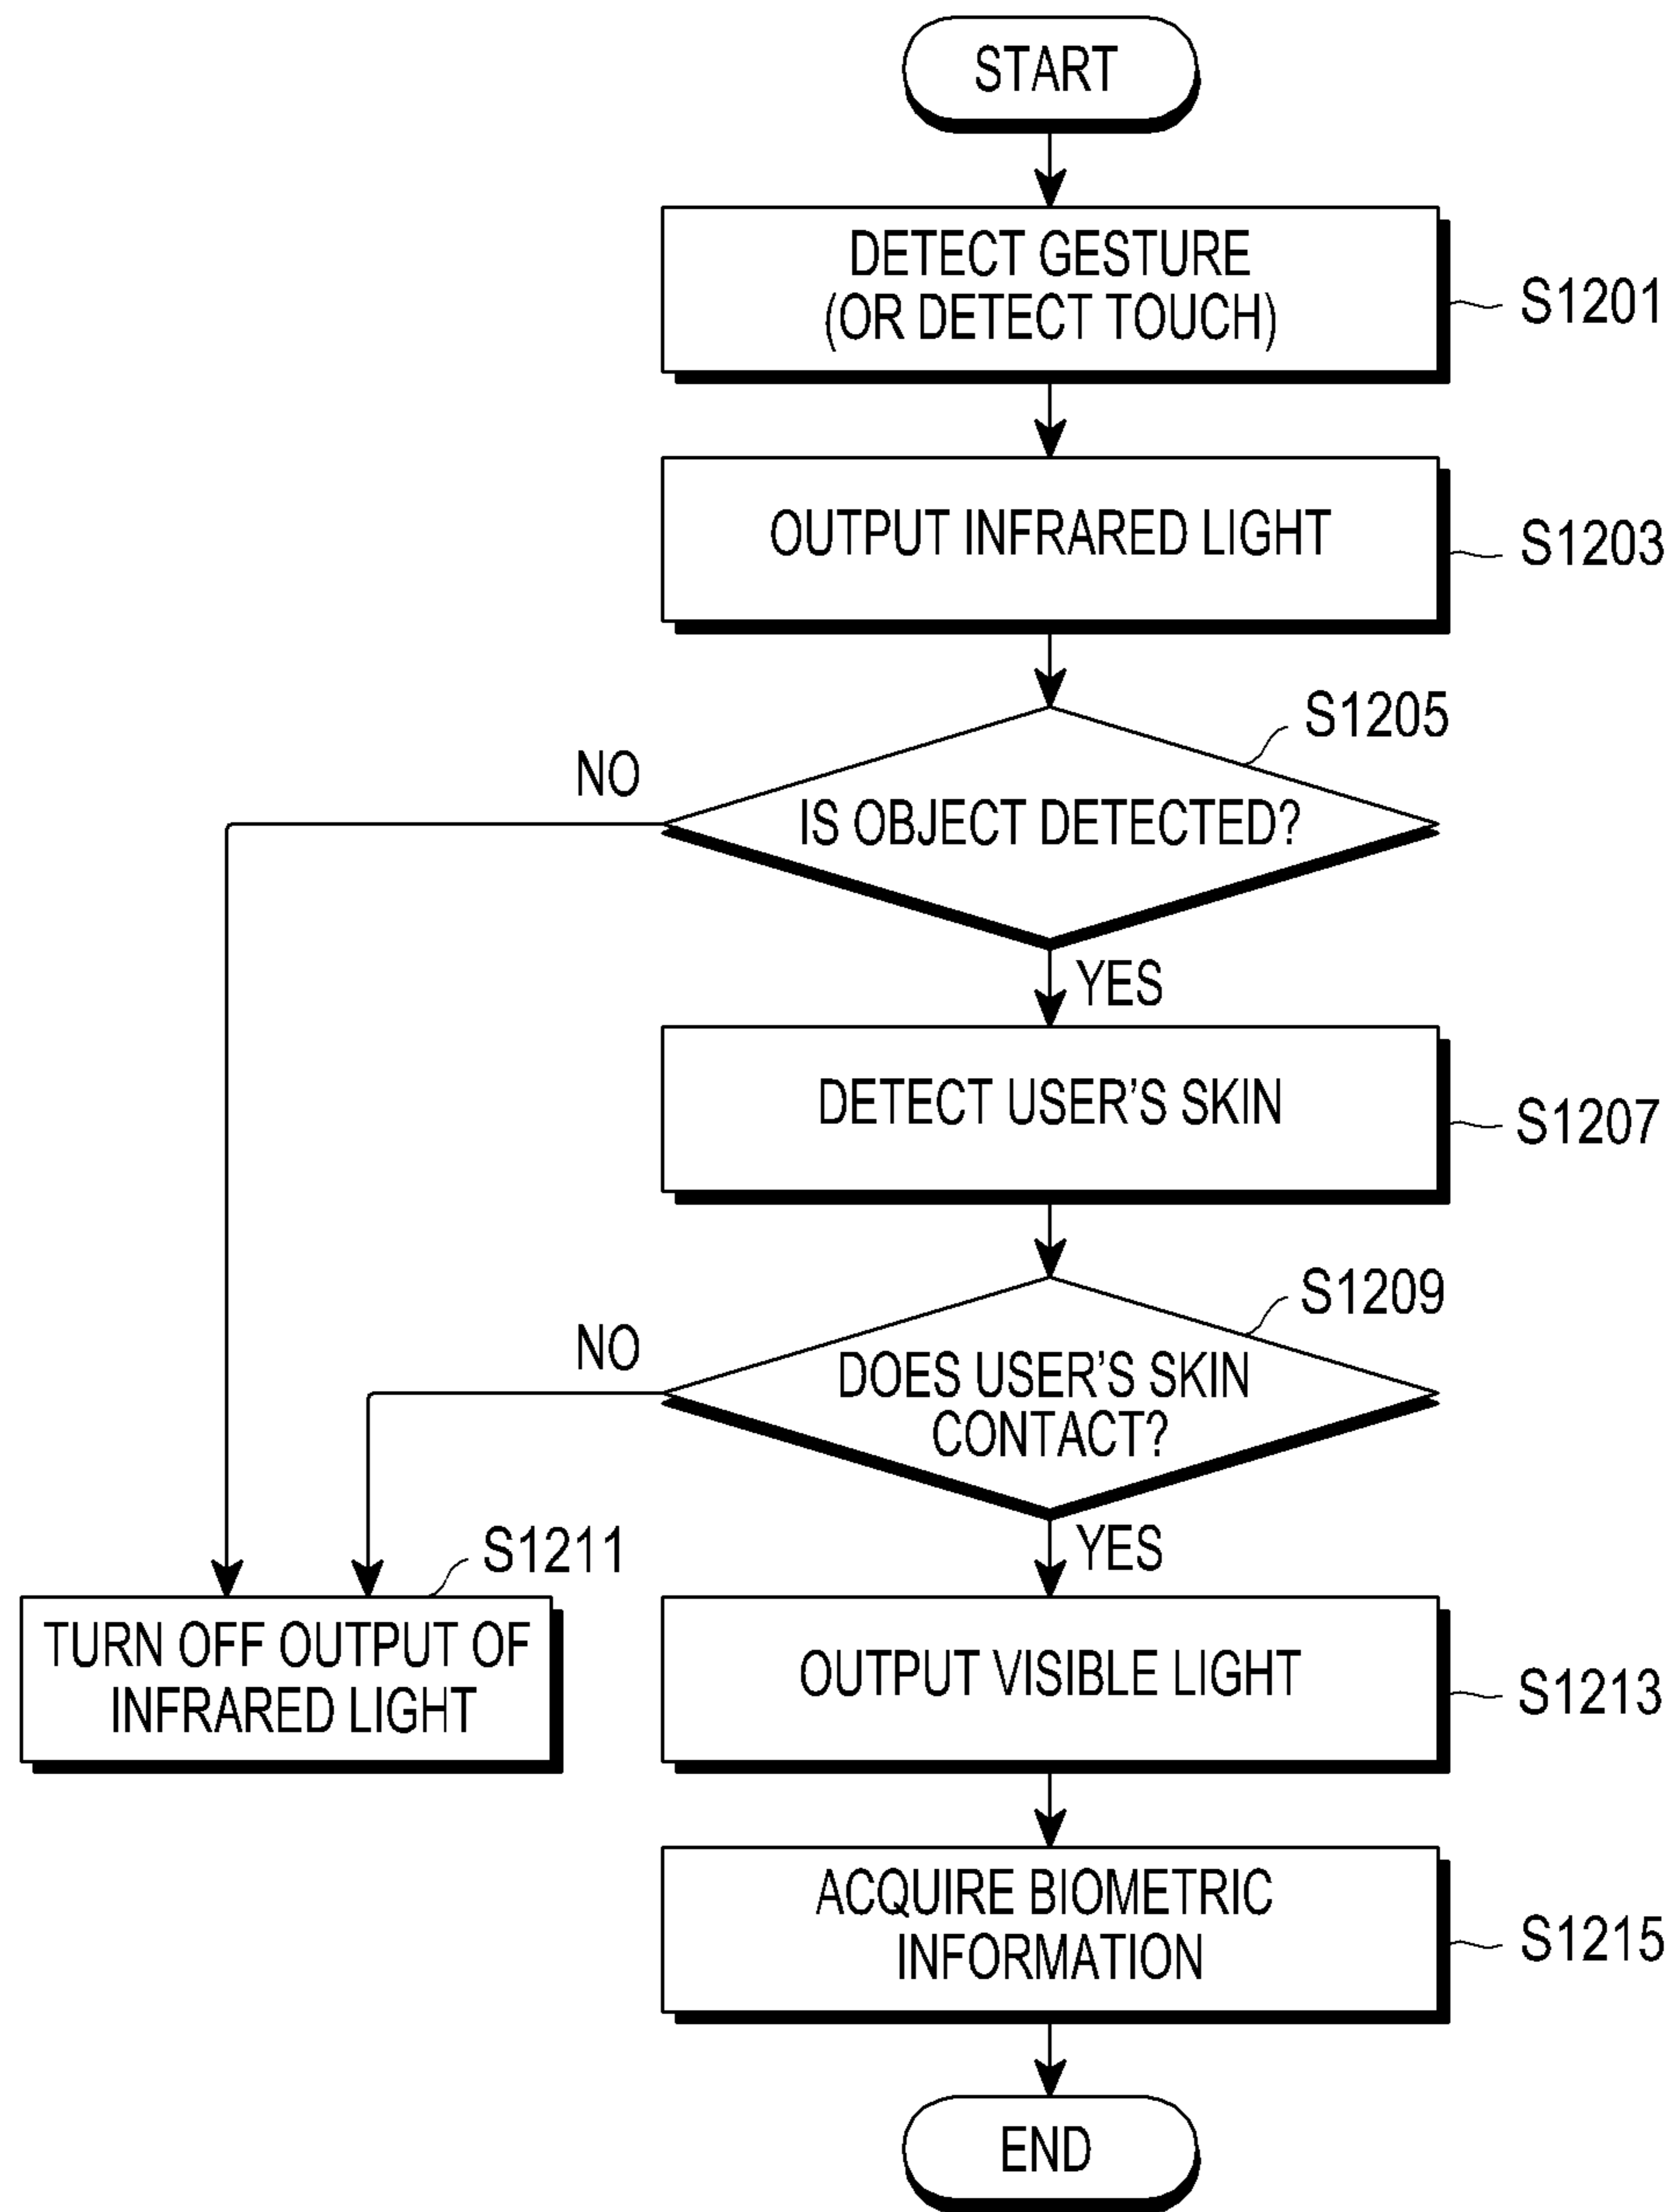 START
DETECT GESTURE
(OR DETECT TOUCH)
S1201
OUTPUT INFRARED LIGHT
S1203
S1205
NO
IS OBJECT DETECTED?
YES
DETECT USER'S SKIN
S1207
S1209
NO
DOES USER'S SKIN
CONTACT?
YES
S1211
TURN OFF OUTPUT OF
INFRARED LIGHT
OUTPUT VISIBLE LIGHT
S1213
ACQUIRE BIOMETRIC
INFORMATION
S1215
END